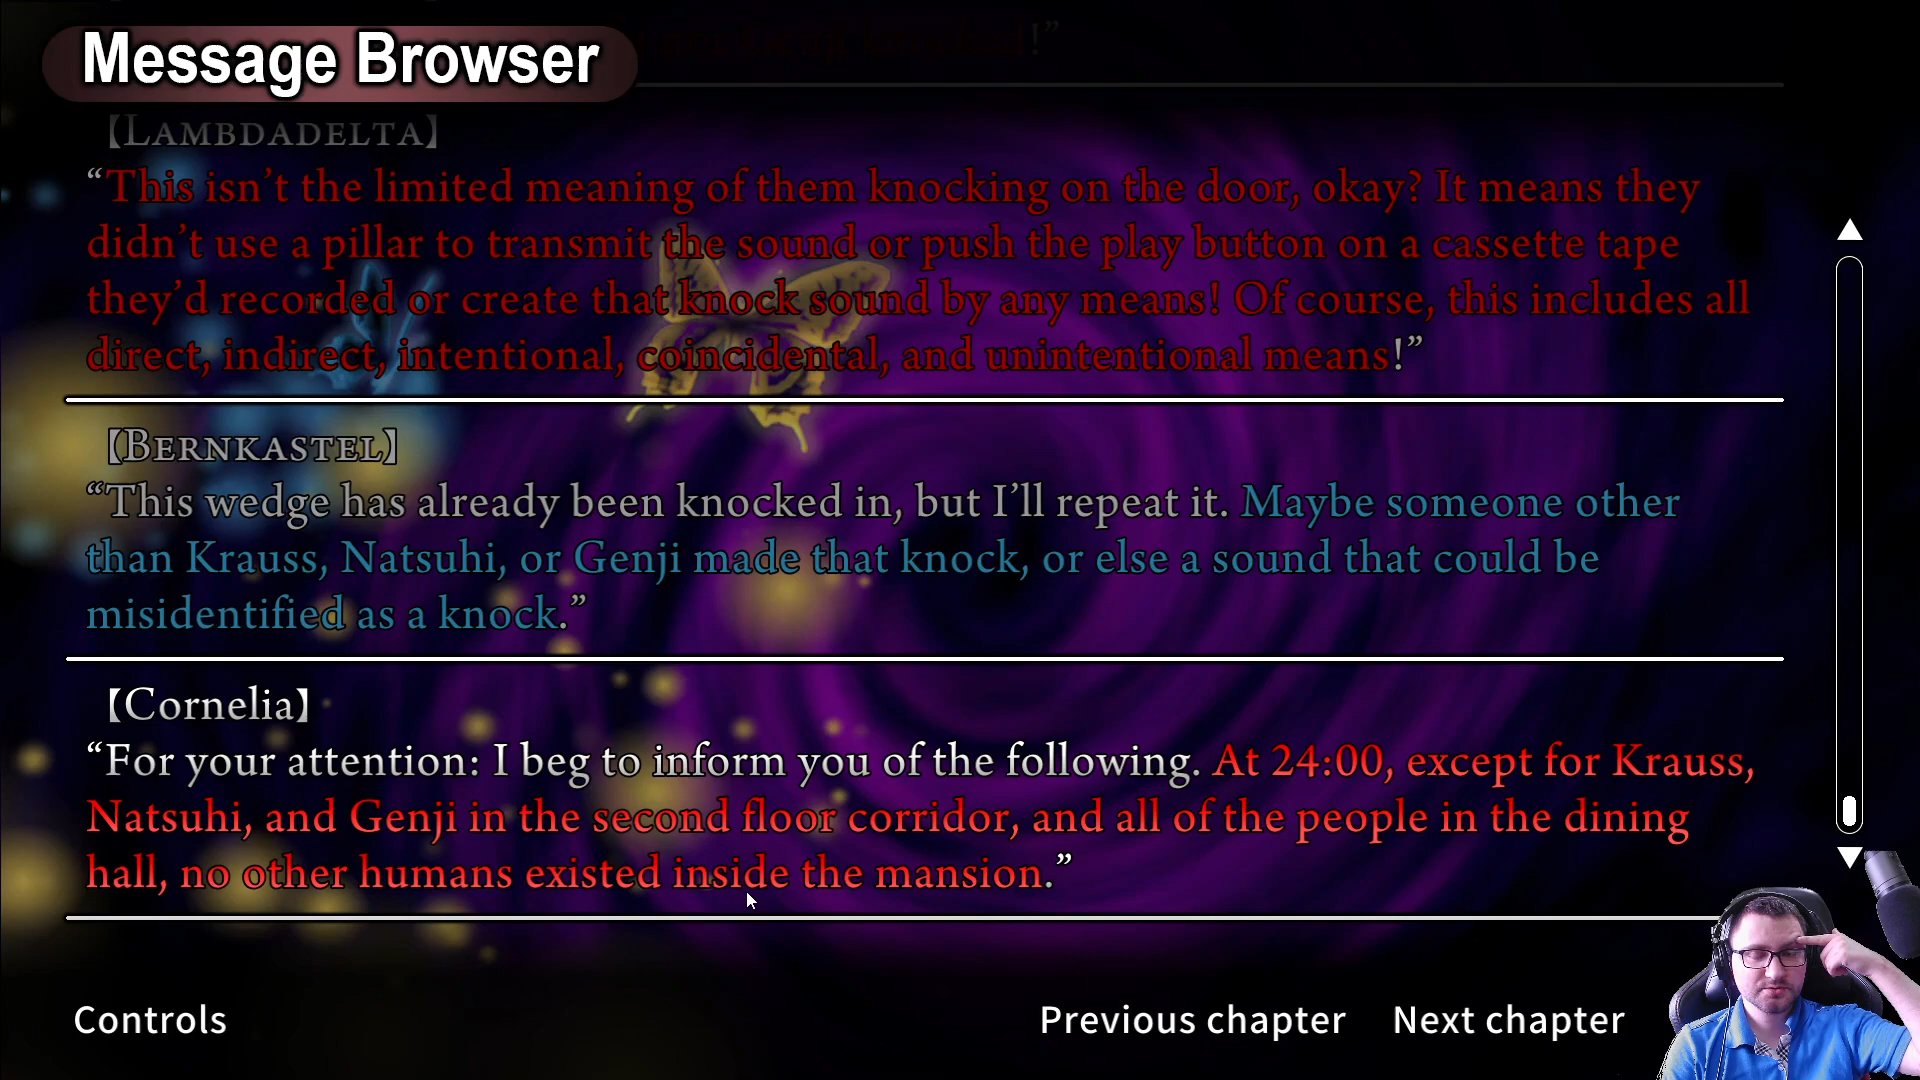 Message Browser
!”
【LAMBDADELTA】
“This isn’t the limited meaning of them knocking on the door, okay? It means they
didn’t use a pillar to transmit the sound or push the play button on a cassette tape
they’d recorded or create that knock sound by any means! Of course, this includes all
direct, indirect, intentional, coincidental, and unintentional means!”
【BERNKASTEL】
“This wedge has already been knocked in, but I’ll repeat it. Maybe someone other
than Krauss, Natsuhi, or Genji made that knock, or else a sound that could be
misidentified as a knock.”
【Cornelia】
“For your attention: I beg to inform you of the following. At 24:00, except for Krauss,
Natsuhi, and Genji in the second floor corridor, and all of the people in the dining
hall, no other humans existed inside the mansion.”
Controls
Previous chapter
Next chapter